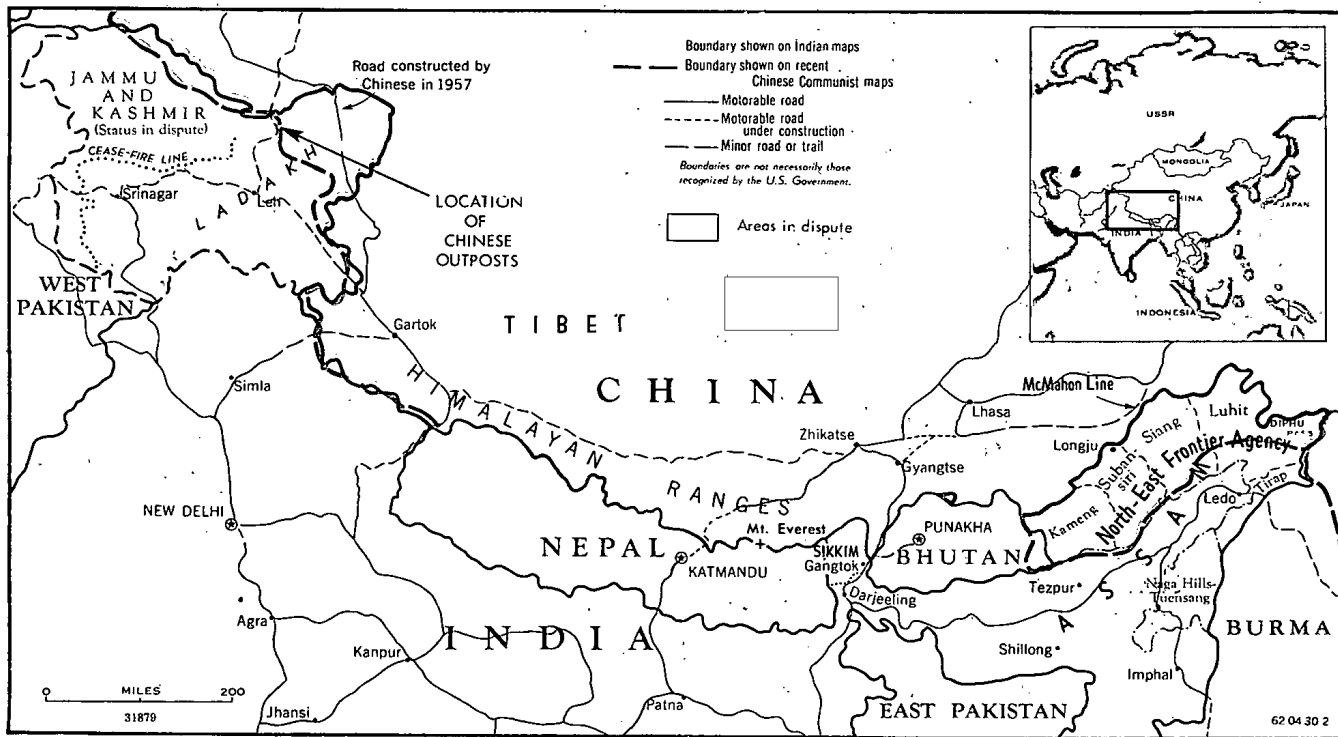 JAMMU
AND
KASHMIR
(Status in dispute)
CEASE-FIRE LINE
Srinagar
LADAKH
Leh
Road constructed by
Chinese in 1957
LOCATION
OF
CHINESE
OUTPOSTS
WEST
PAKISTAN
Boundary shown on Indian maps
Boundary shown on recent
Chinese Communist maps
Motorable road
Motorable road
under construction
Minor road or trail
Boundaries are not necessarily those
recognized by the U.S. Government.
Areas in dispute
USSR
MONGOLIA
CHINA
JAPAN
INDIA
INDONESIA
TIBET
CHINA
Gartok
Simla
HIMALAYAN
RANGES
McMahon Line
Lhasa
Zhikatse
Gyangtse
Longju
Luhit
Siang
Suban-
siri
Kameng
North-East Frontier Agency
DIPHU
PASS
Tirap
Ledo
ASSAM
NEW DELHI
NEPAL
Mt. Everest
KATMANDU
SIKKIM
Gangtok
PUNAKHA
BHUTAN
Darjeeling
Tezpur
Naga Hills-
Tuensang
BURMA
Agra
INDIA
Kanpur
Shillong
Imphal
0 MILES 200
31879
Jhansi
Patna
EAST PAKISTAN
62 04 30 2